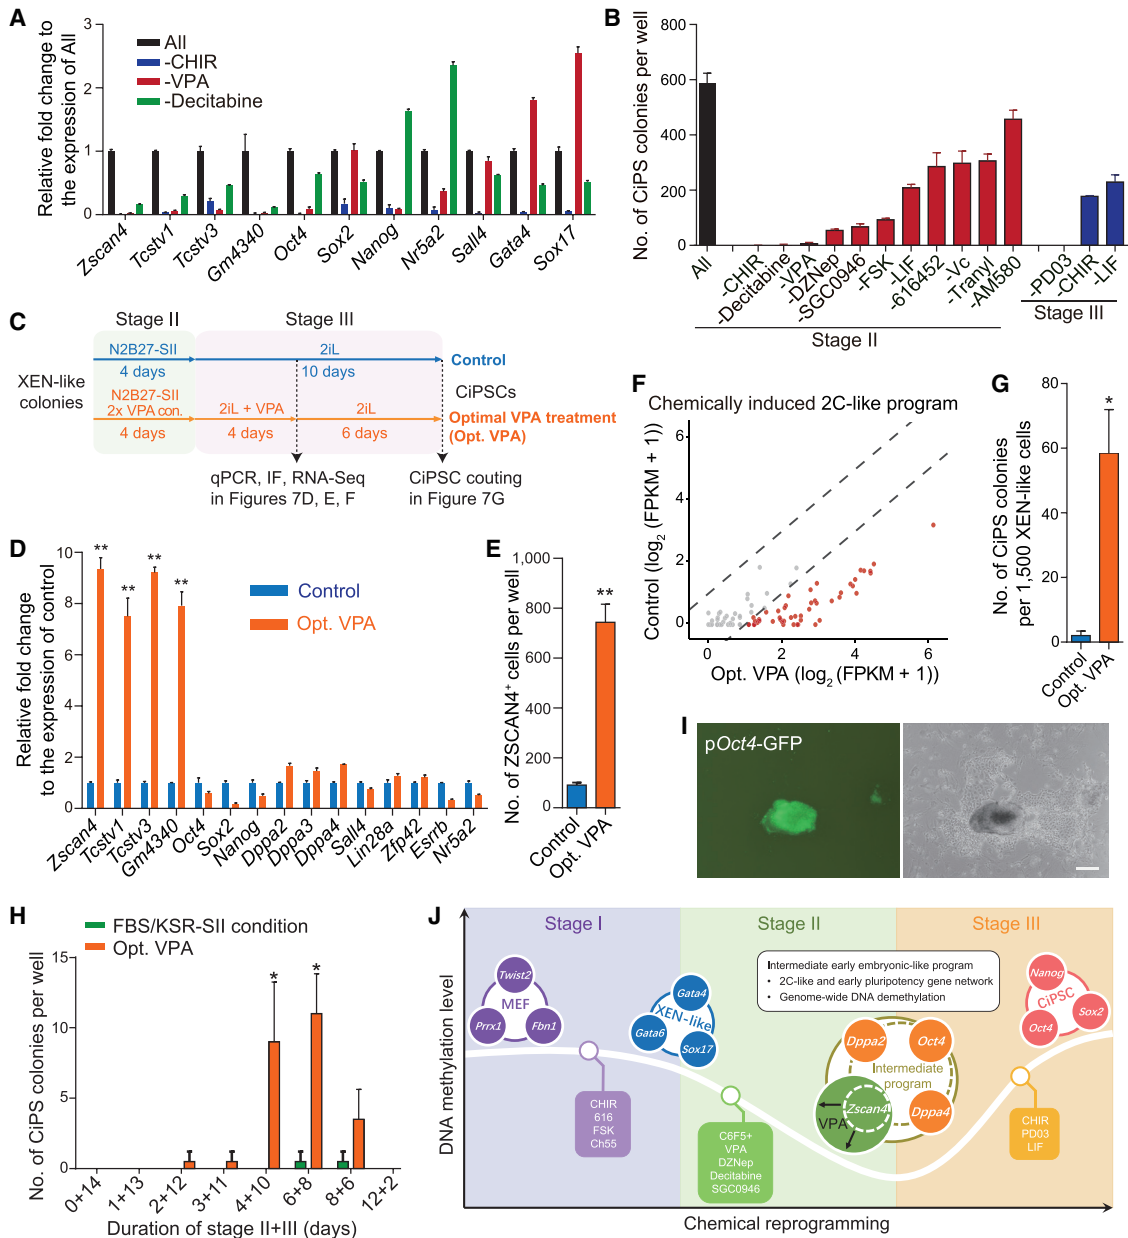 A
Relative fold change to
the expression of All
3
2
1
0
All
-CHIR
-VPA
-Decitabine
Zscan4
Tcstv1
Tcstv3
Gm4340
Oct4
Sox2
Nanog
Nr5a2
Sall4
Gata4
Sox17
B
No. of CiPS colonies per well
800
600
400
200
0
All
-CHIR
-Decitabine
-VPA
-DZNep
-SGC0946
-FSK
-LIF
-616452
-Vc
-Tranyl
-AM580
-PD03
-CHIR
-LIF
Stage II
Stage III
C
Stage II
Stage III
XEN-like
colonies
N2B27-SII
4 days
2iL
10 days
Control
CiPSCs
N2B27-SII
2x VPA con.
4 days
2iL + VPA
4 days
2iL
6 days
Optimal VPA treatment
(Opt. VPA)
qPCR, IF, RNA-Seq
in Figures 7D, E, F
CiPSC couting
in Figure 7G
D
Relative fold change
to the expression of control
10
8
6
4
2
0
**
**
**
**
Control
Opt. VPA
Zscan4
Tcstv1
Tcstv3
Gm4340
Oct4
Sox2
Nanog
Dppa2
Dppa3
Dppa4
Sall4
Lin28a
Zfp42
Esrrb
Nr5a2
E
No. of ZSCAN4+ cells per well
1,000
800
600
400
200
0
**
Control
Opt. VPA
F
Chemically induced 2C-like program
Control (log2 (FPKM + 1))
6
4
2
0
0
2
4
6
Opt. VPA (log2 (FPKM + 1))
G
No. of CiPS colonies
per 1,500 XEN-like cells
80
60
40
20
0
*
Control
Opt. VPA
I
pOct4-GFP
H
FBS/KSR-SII condition
Opt. VPA
No. of CiPS colonies per well
15
10
5
0
*
*
0+14
1+13
2+12
3+11
4+10
6+8
8+6
12+2
Duration of stage II+III (days)
J
DNA methylation level
Stage I
Stage II
Stage III
Twist2
MEF
Prrx1
Fbn1
Gata4
XEN-like
Gata6
Sox17
Intermediate early embryonic-like program
• 2C-like and early pluripotency gene network
• Genome-wide DNA demethylation
Nanog
CiPSC
Sox2
Oct4
Dppa2
Oct4
Intermediate
program
Zscan4
VPA
Dppa4
CHIR
616
FSK
Ch55
C6F5+
VPA
DZNep
Decitabine
SGC0946
CHIR
PD03
LIF
Chemical reprogramming